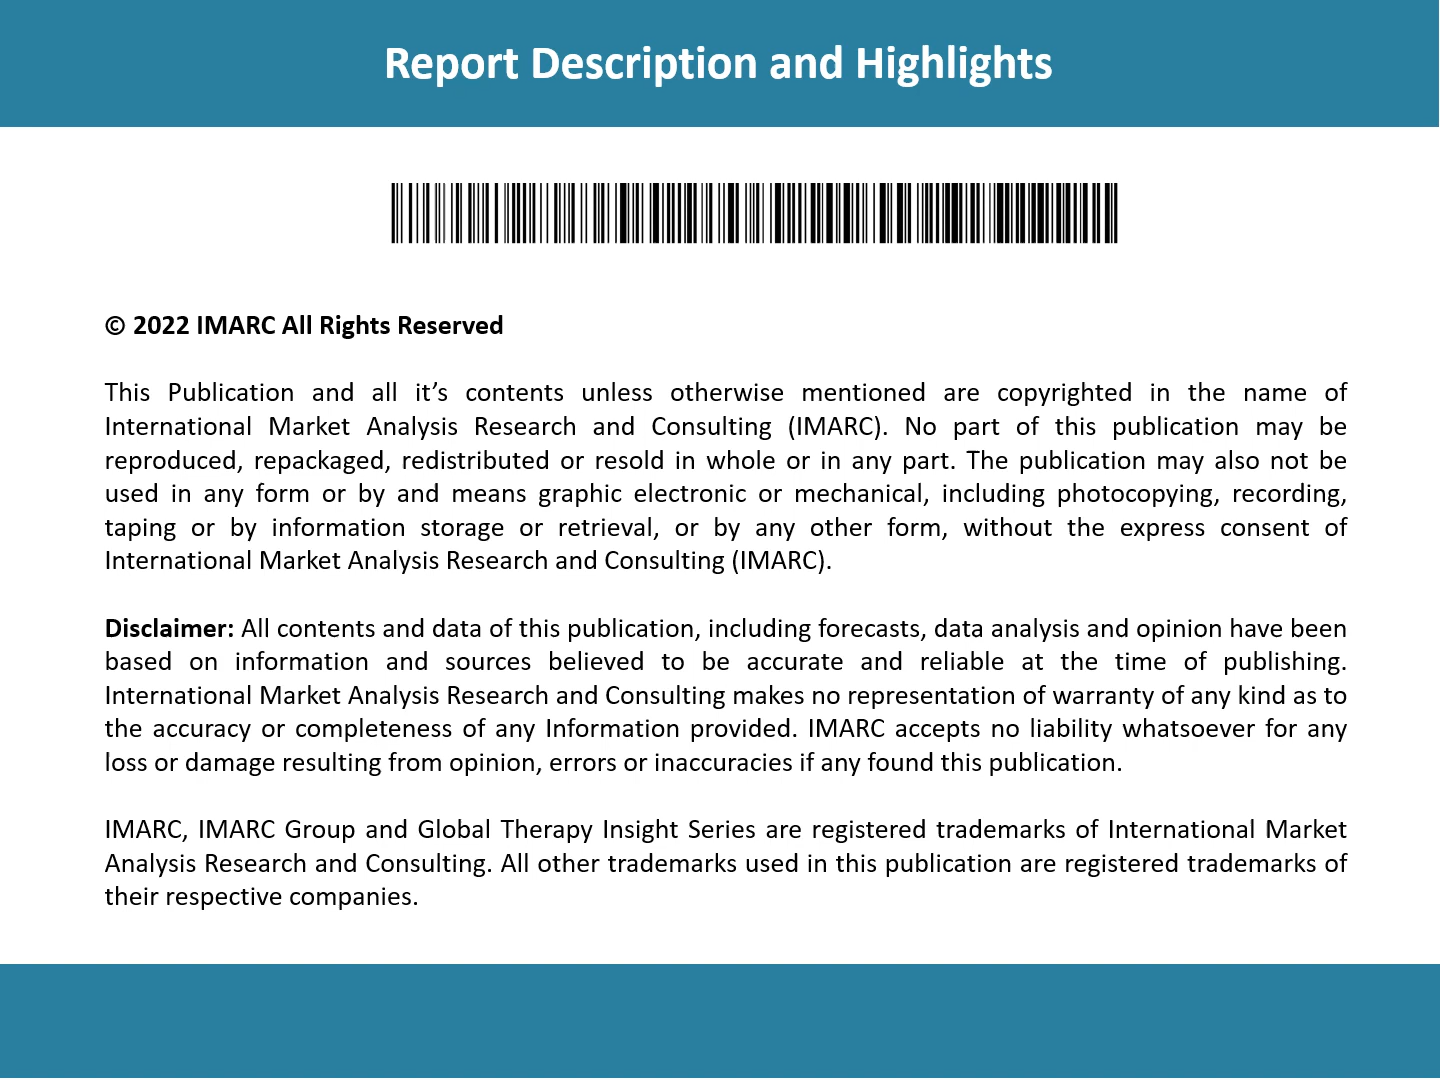 Report Description and Highlights
© 2022 IMARC All Rights Reserved
This Publication and all it’s contents unless otherwise mentioned are copyrighted in the name of
International Market Analysis Research and Consulting (IMARC). No part of this publication may be
reproduced, repackaged, redistributed or resold in whole or in any part. The publication may also not be
used in any form or by and means graphic electronic or mechanical, including photocopying, recording,
taping or by information storage or retrieval, or by any other form, without the express consent of
International Market Analysis Research and Consulting (IMARC).
Disclaimer: All contents and data of this publication, including forecasts, data analysis and opinion have been
based on information and sources believed to be accurate and reliable at the time of publishing.
International Market Analysis Research and Consulting makes no representation of warranty of any kind as to
the accuracy or completeness of any Information provided. IMARC accepts no liability whatsoever for any
loss or damage resulting from opinion, errors or inaccuracies if any found this publication.
IMARC, IMARC Group and Global Therapy Insight Series are registered trademarks of International Market
Analysis Research and Consulting. All other trademarks used in this publication are registered trademarks of
their respective companies.